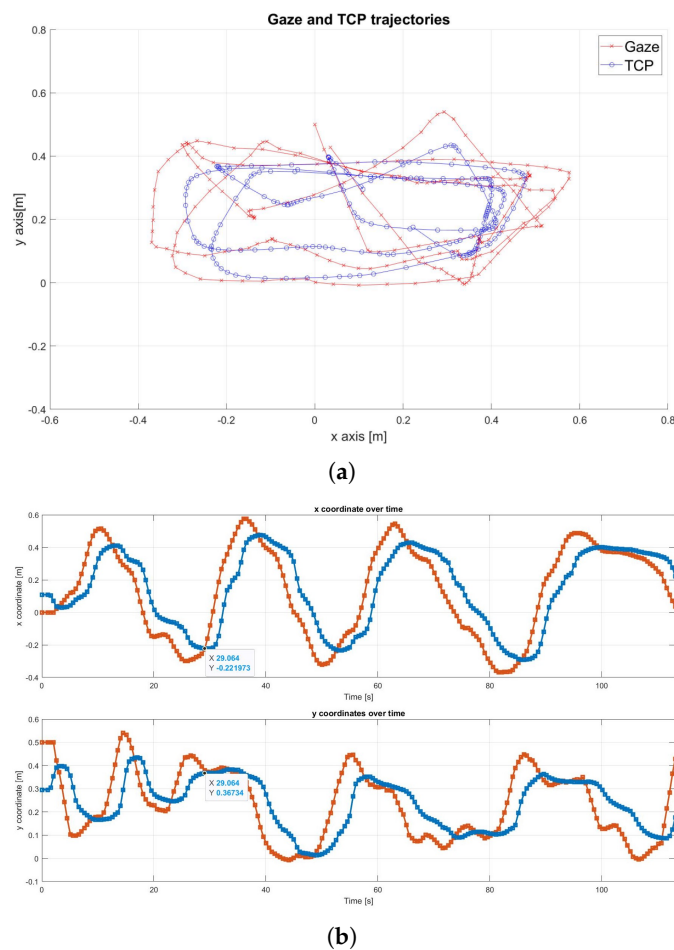 Gaze and TCP trajectories
0.8
Gaze
TCP
0.6
0.4
0.2
0
-0.2
-0.4
y axis[m]
-0.6 -0.4 -0.2 0 0.2 0.4 0.6 0.8
x axis [m]
(a)
x coordinate over time
0.6
0.4
0.2
0
-0.2
-0.4
x coordinate [m]
X 29.064
Y -0.221973
0 20 40 60 80 100
Time [s]
y coordinates over time
0.6
0.5
0.4
0.3
0.2
0.1
0
-0.1
y coordinate [m]
X 29.064
Y 0.36734
0 20 40 60 80 100
Time [s]
(b)